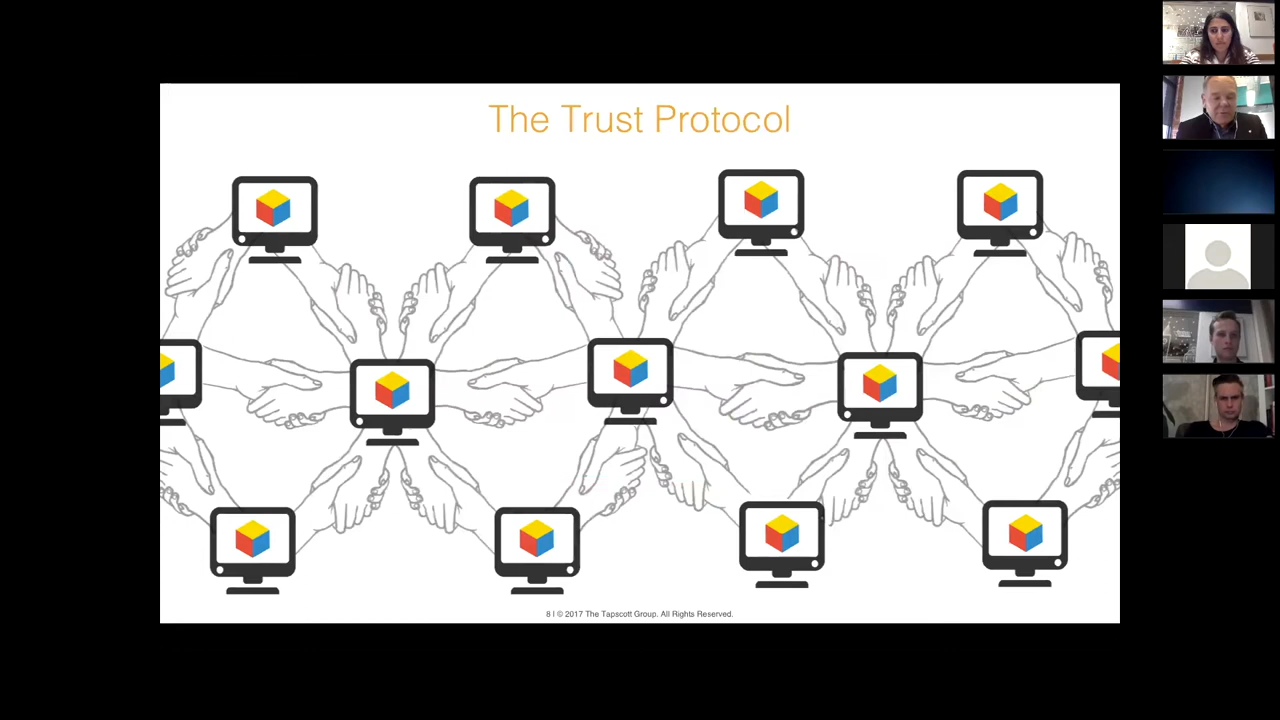 The Trust Protocol
8 | © 2017 The Tapscott Group. All Rights Reserved.